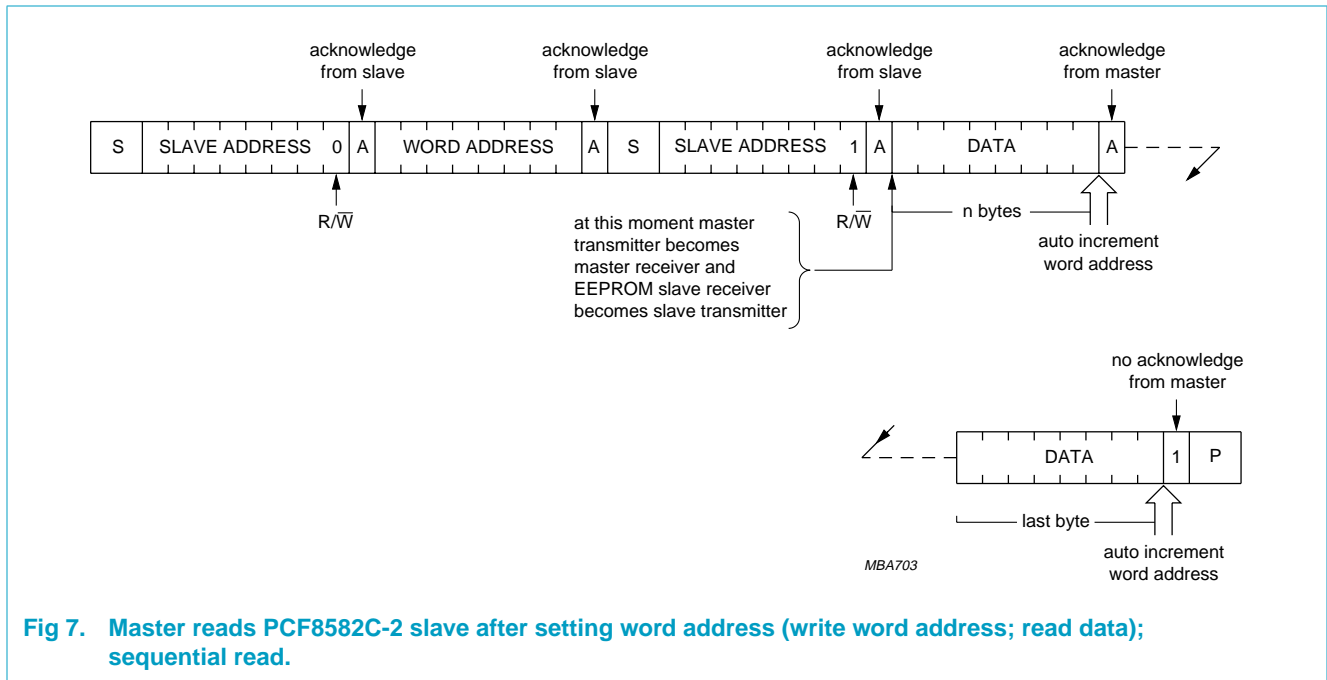 acknowledge
from slave
acknowledge
from slave
acknowledge
from slave
acknowledge
from master
S SLAVE ADDRESS 0 A WORD ADDRESS A S SLAVE ADDRESS 1 A DATA A
R/W̅
R/W̅
n bytes
at this moment master
transmitter becomes
master receiver and
EEPROM slave receiver
becomes slave transmitter
auto increment
word address
no acknowledge
from master
DATA 1 P
last byte
auto increment
word address
MBA703
Fig 7. Master reads PCF8582C-2 slave after setting word address (write word address; read data);
sequential read.